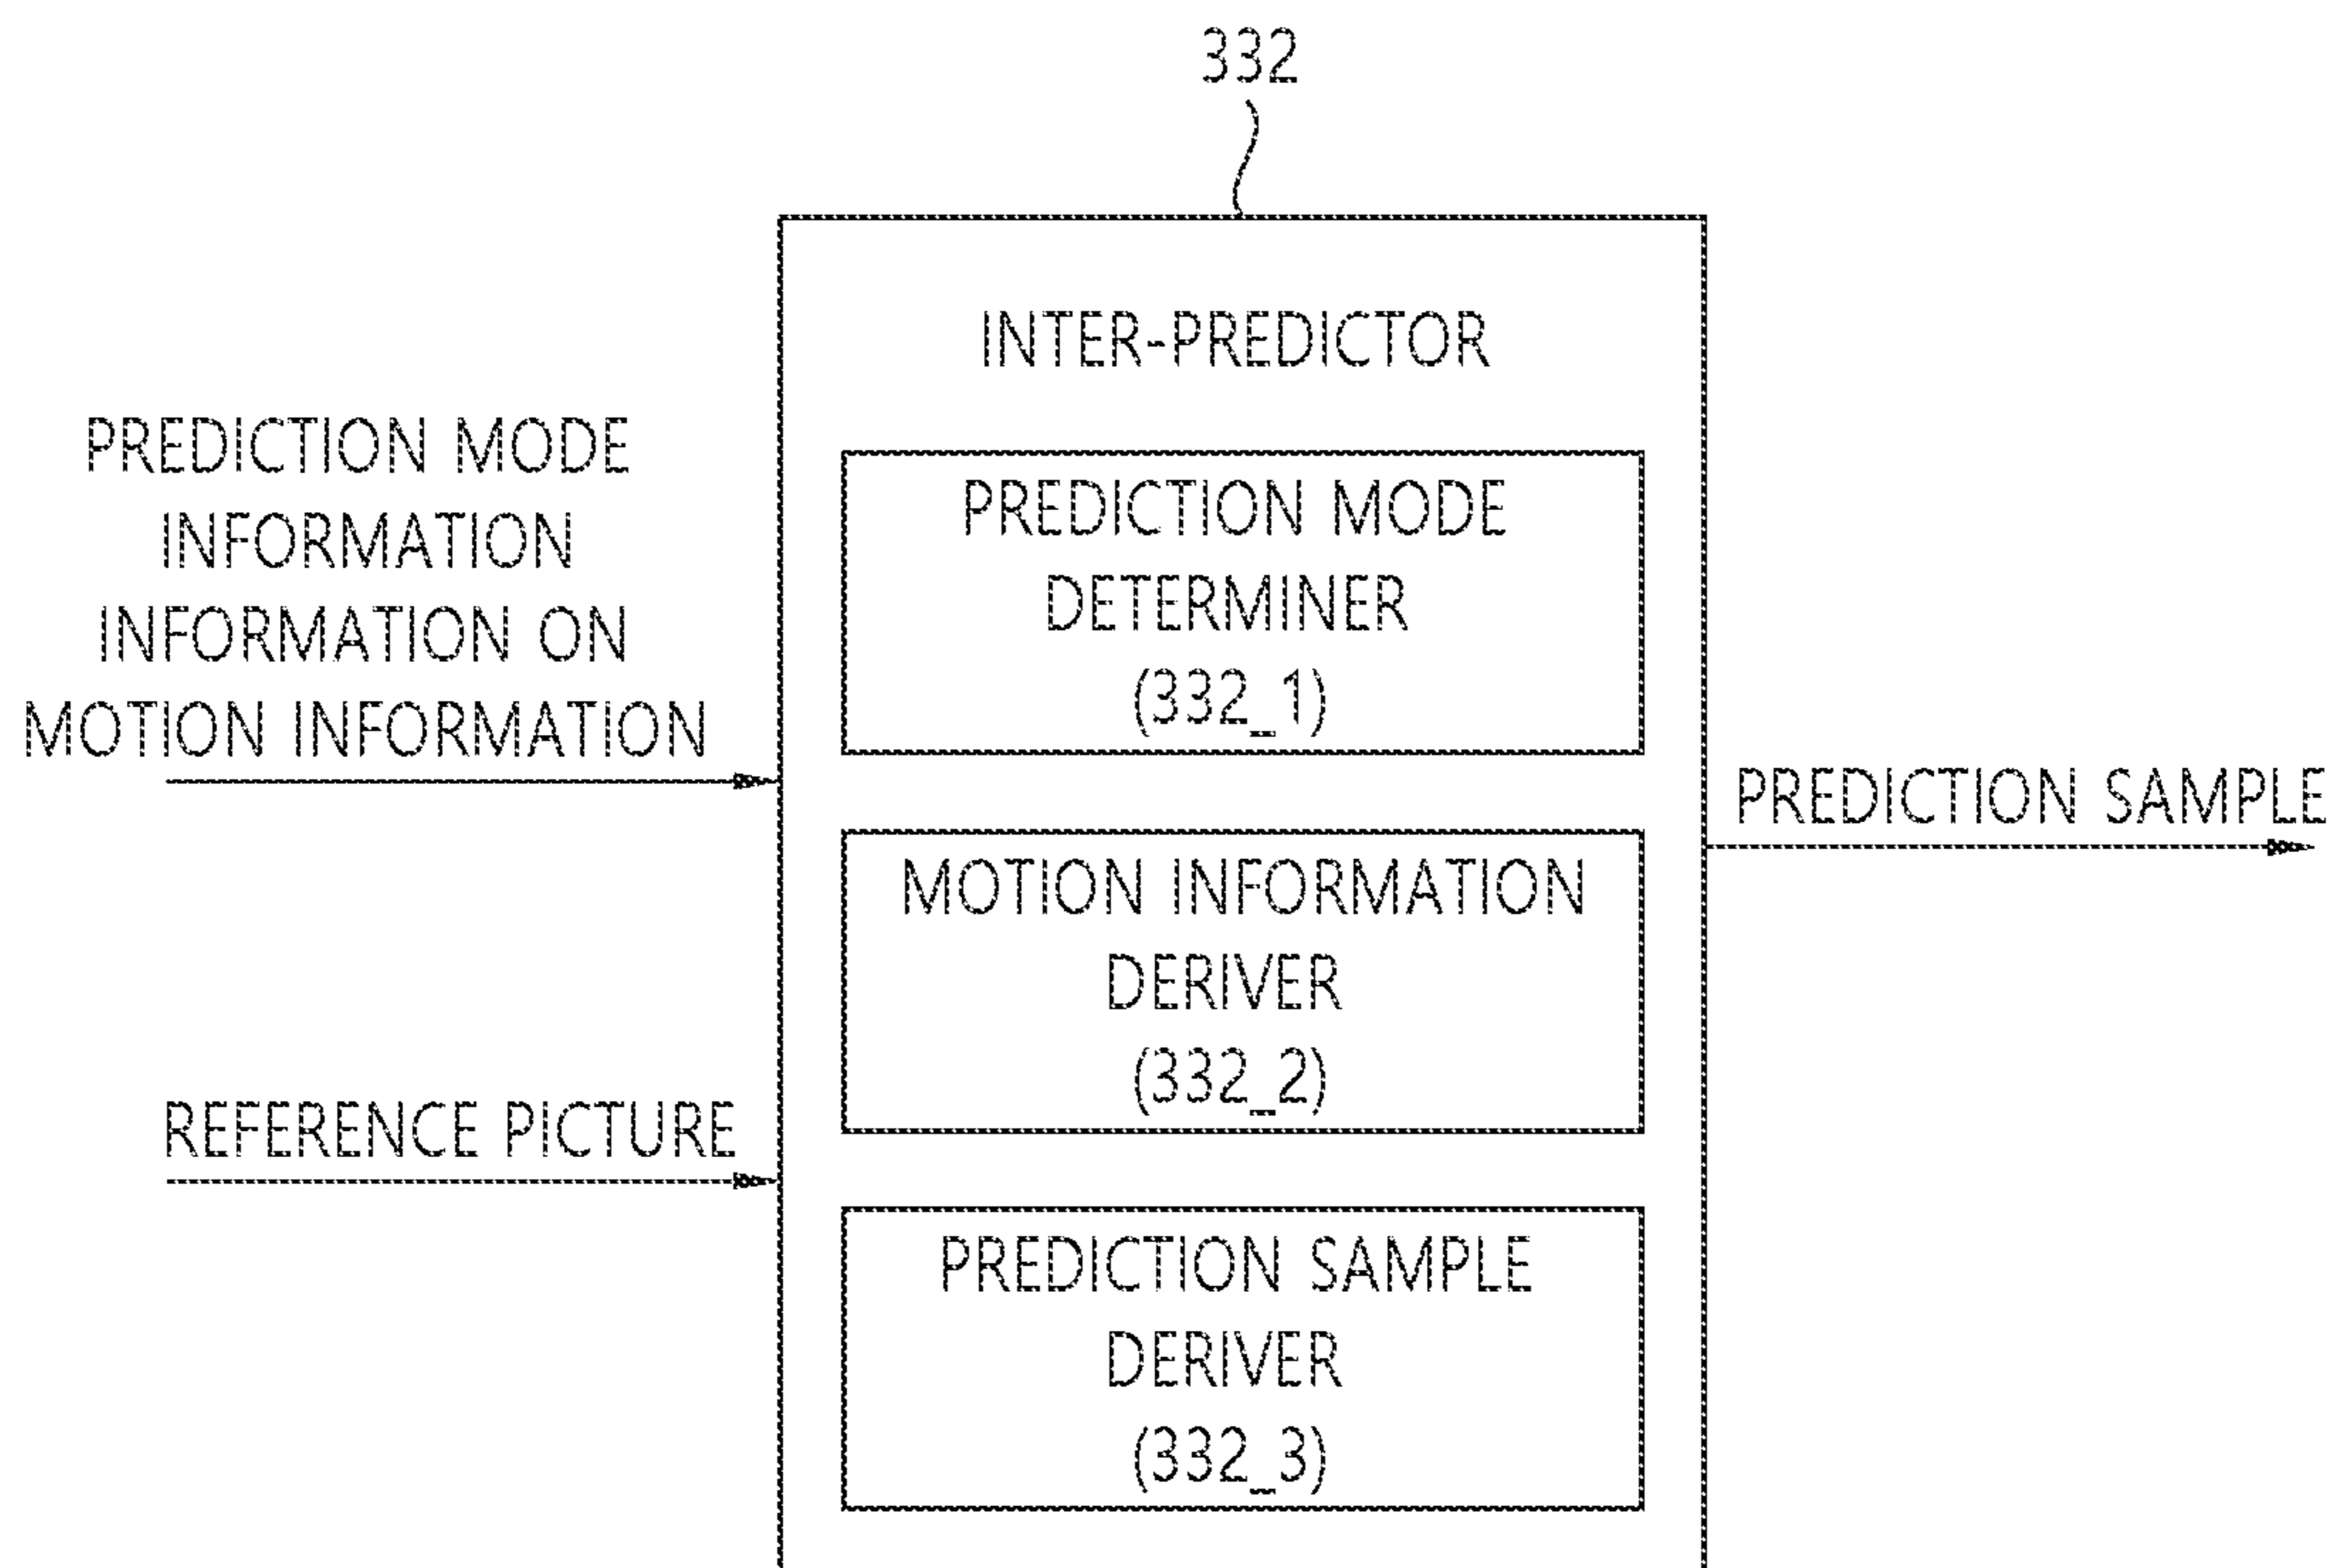 332
INTER-PREDICTOR
PREDICTION MODE
INFORMATION
INFORMATION ON
MOTION INFORMATION
REFERENCE PICTURE
PREDICTION MODE
DETERMINER
(332_1)
MOTION INFORMATION
DERIVER
(332_2)
PREDICTION SAMPLE
DERIVER
(332_3)
PREDICTION SAMPLE